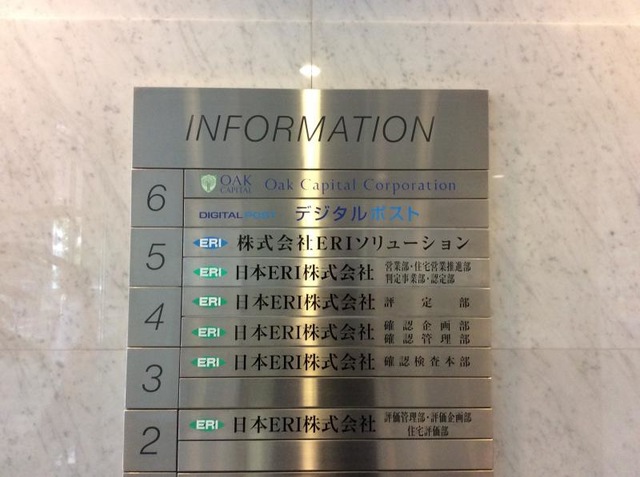 INFORMATION
6 OAK CAPITAL Oak Capital Corporation
DIGITALPOST デジタルポスト
5 ERI 株式会社ERIソリューション
ERI 日本ERI株式会社 営業部・住宅営業推進部
判定事業部・認定部
4 ERI 日本ERI株式会社 評定部
ERI 日本ERI株式会社 確認企画部
確認管理部
3 ERI 日本ERI株式会社 確認検査本部
2 ERI 日本ERI株式会社 評価管理部・評価企画部
住宅評価部